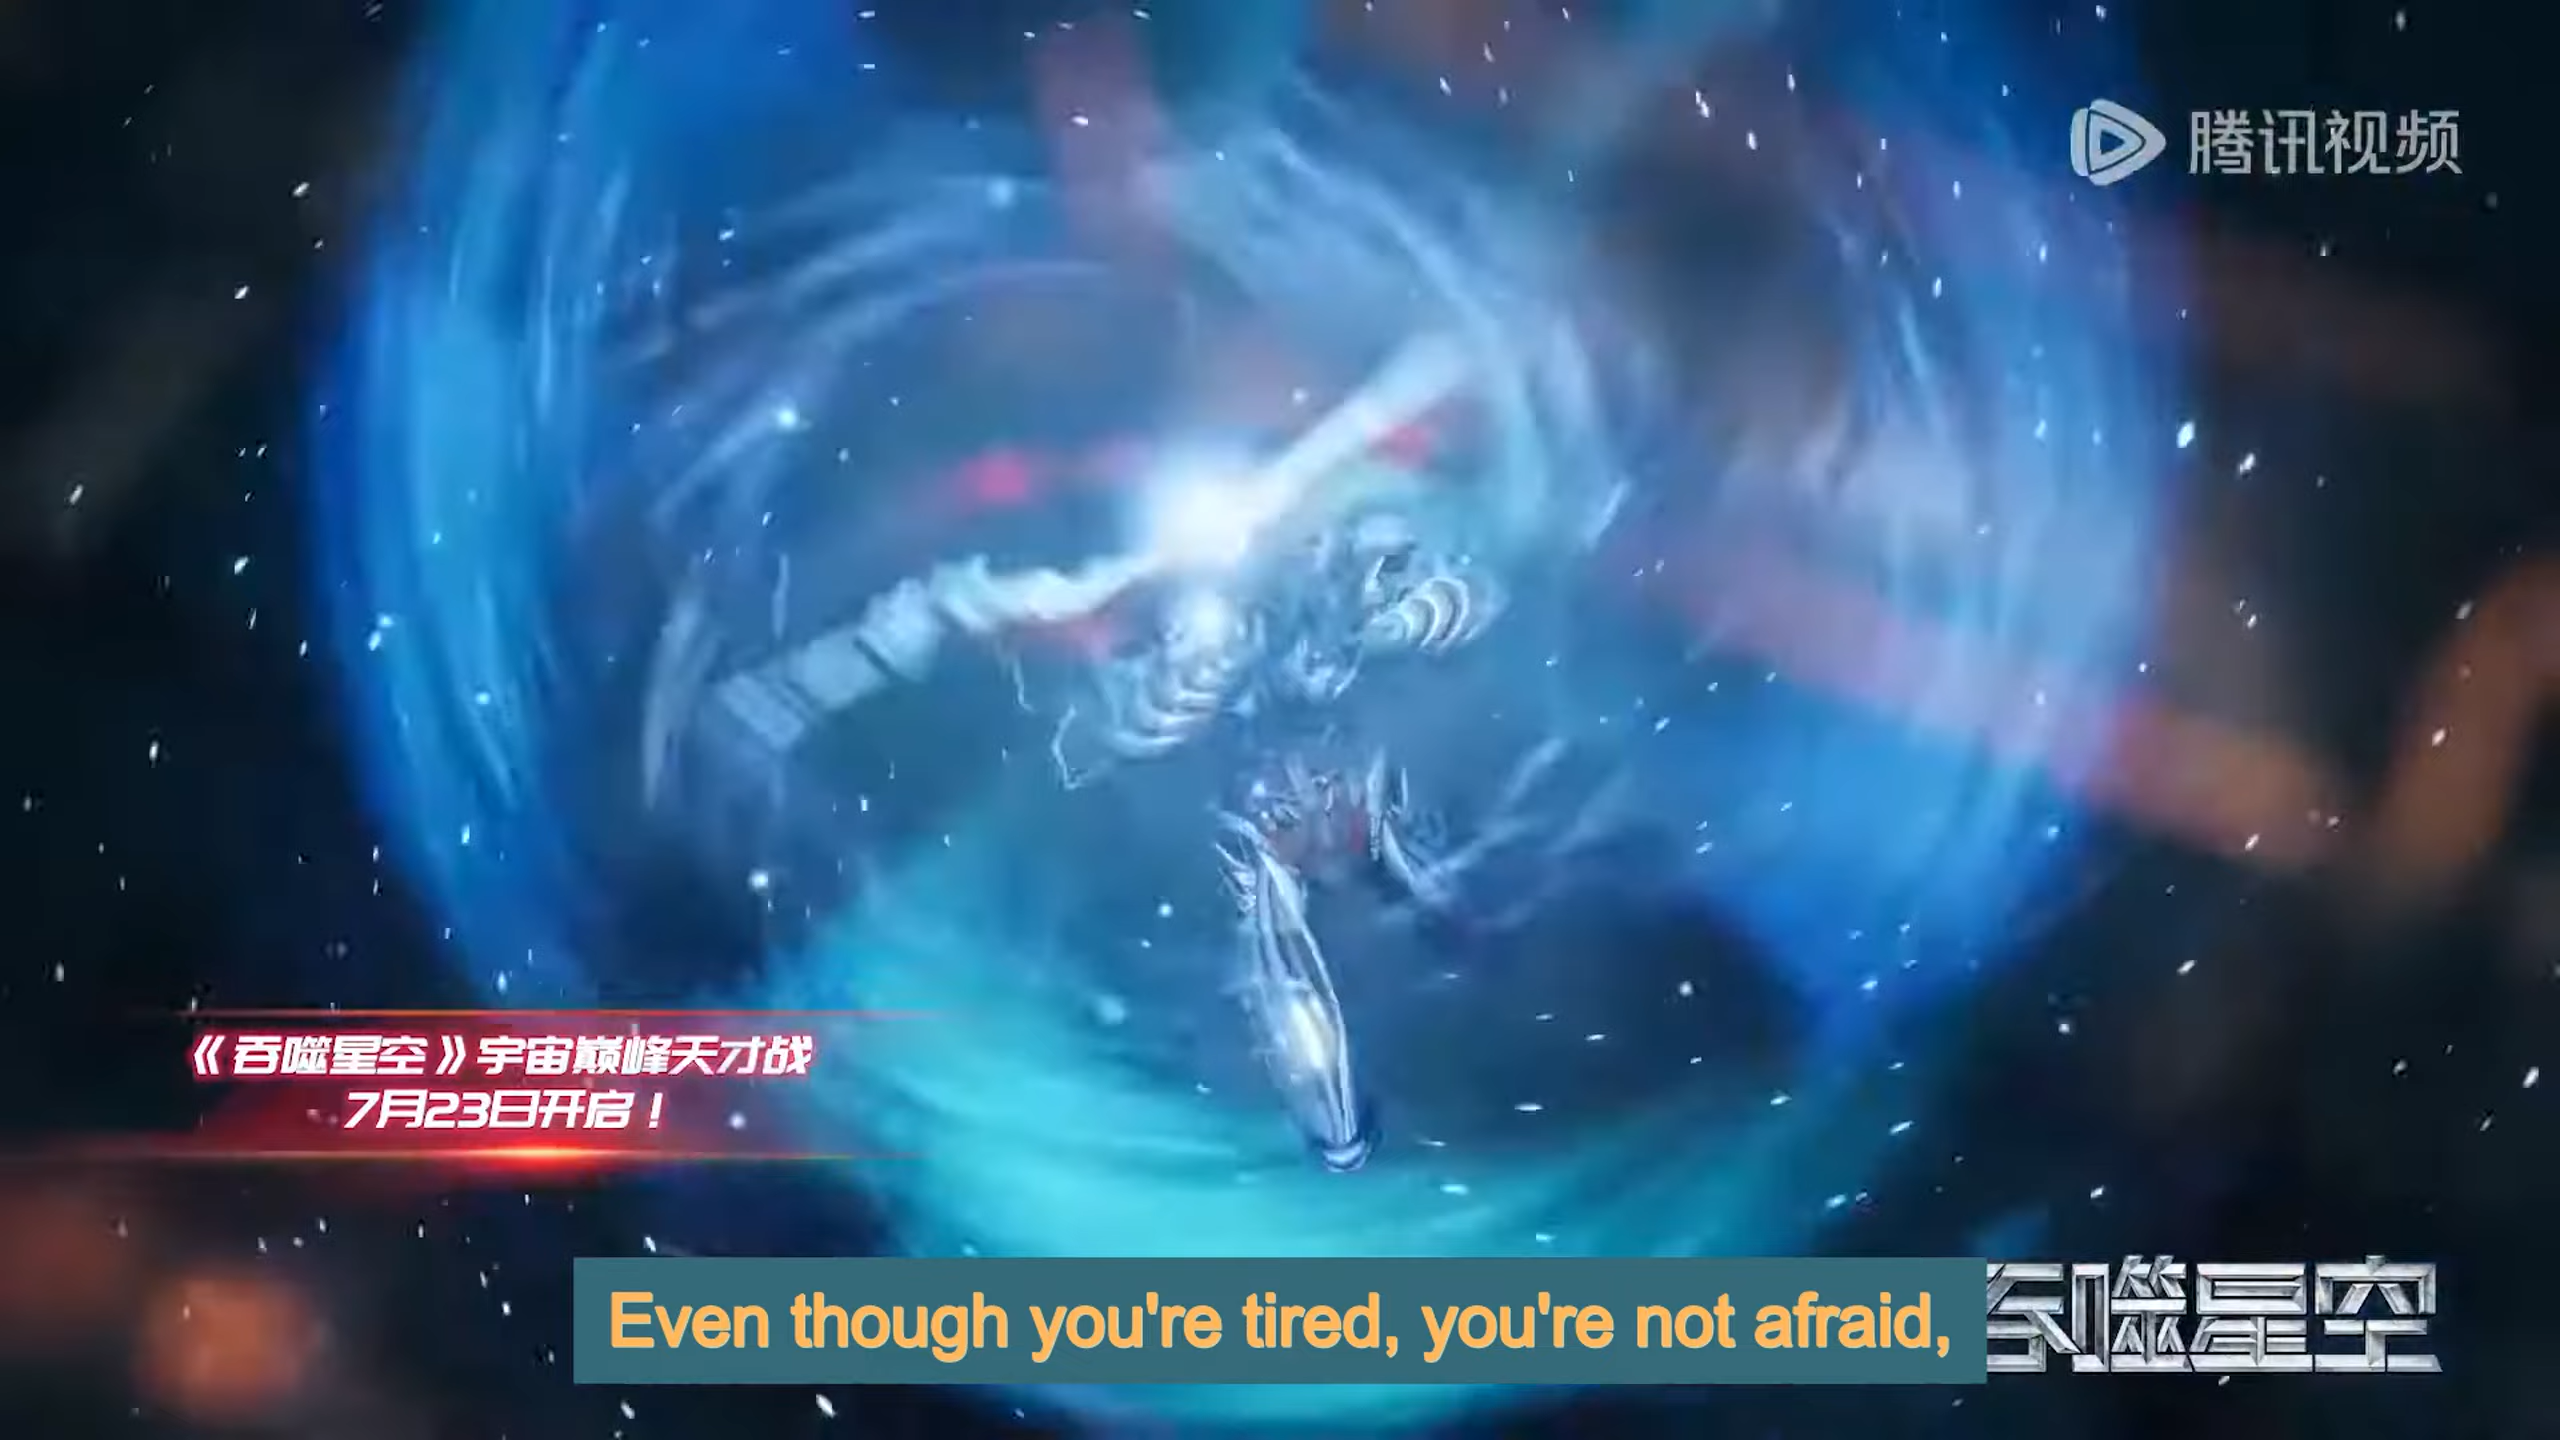 腾讯视频
《吞噬星空》宇宙巅峰天才战
7月23日开启！
Even though you're tired, you're not afraid,
吞噬星空